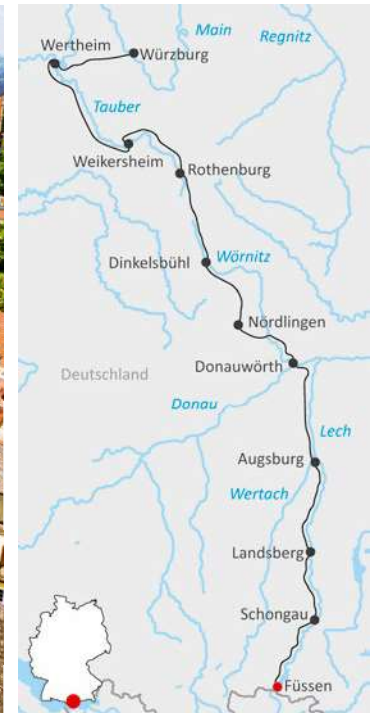 Main
Regnitz
Wertheim
Würzburg
Tauber
Weikersheim
Rothenburg
Dinkelsbühl
Wörnitz
Nördlingen
Donauwörth
Deutschland
Donau
Lech
Augsburg
Wertach
Landsberg
Schongau
Füssen